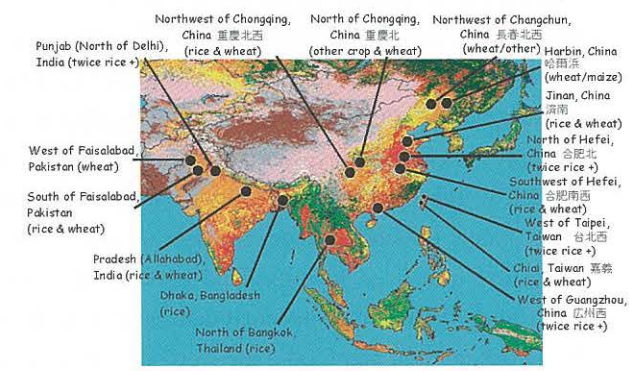 Northwest of Chongqing,
China 重慶北西
(rice & wheat)
North of Chongqing,
China 重慶北
(other crop & wheat)
Northwest of Changchun,
China 長春北西
(wheat/other)
Punjab (North of Delhi),
India (twice rice +)
Harbin, China
哈爾浜
(wheat/maize)
Jinan, China
済南
(rice & wheat)
West of Faisalabad,
Pakistan (wheat)
North of Hefei,
China 合肥北
(twice rice +)
South of Faisalabad,
Pakistan
(rice & wheat)
Southwest of Hefei,
China 合肥南西
(rice & wheat)
West of Taipei,
Taiwan 台北西
(twice rice +)
Pradesh (Allahabad),
India (rice & wheat)
Chiai, Taiwan 嘉義
(rice & wheat)
Dhaka, Bangladesh
(rice)
West of Guangzhou,
China 広州西
(twice rice +)
North of Bangkok,
Thailand (rice)